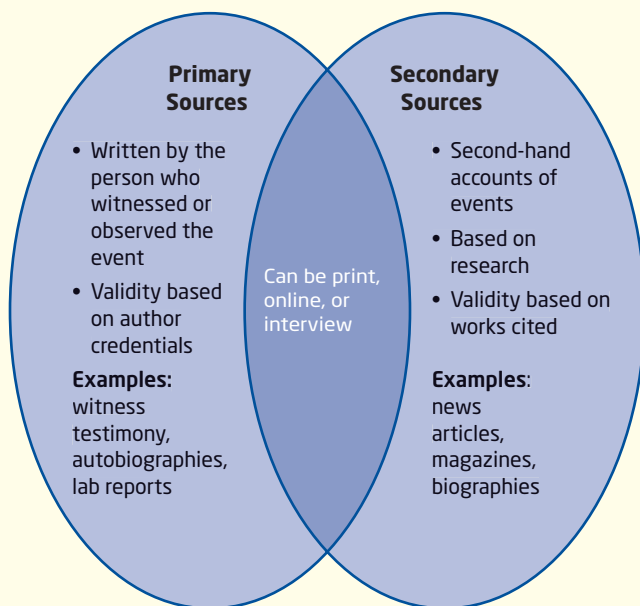 Primary
Sources
• Written by the
person who
witnessed or
observed the
event
• Validity based
on author
credentials
Examples:
witness
testimony,
autobiographies,
lab reports
Can be print,
online, or
interview
Secondary
Sources
• Second-hand
accounts of
events
• Based on
research
• Validity based on
works cited
Examples:
news
articles,
magazines,
biographies